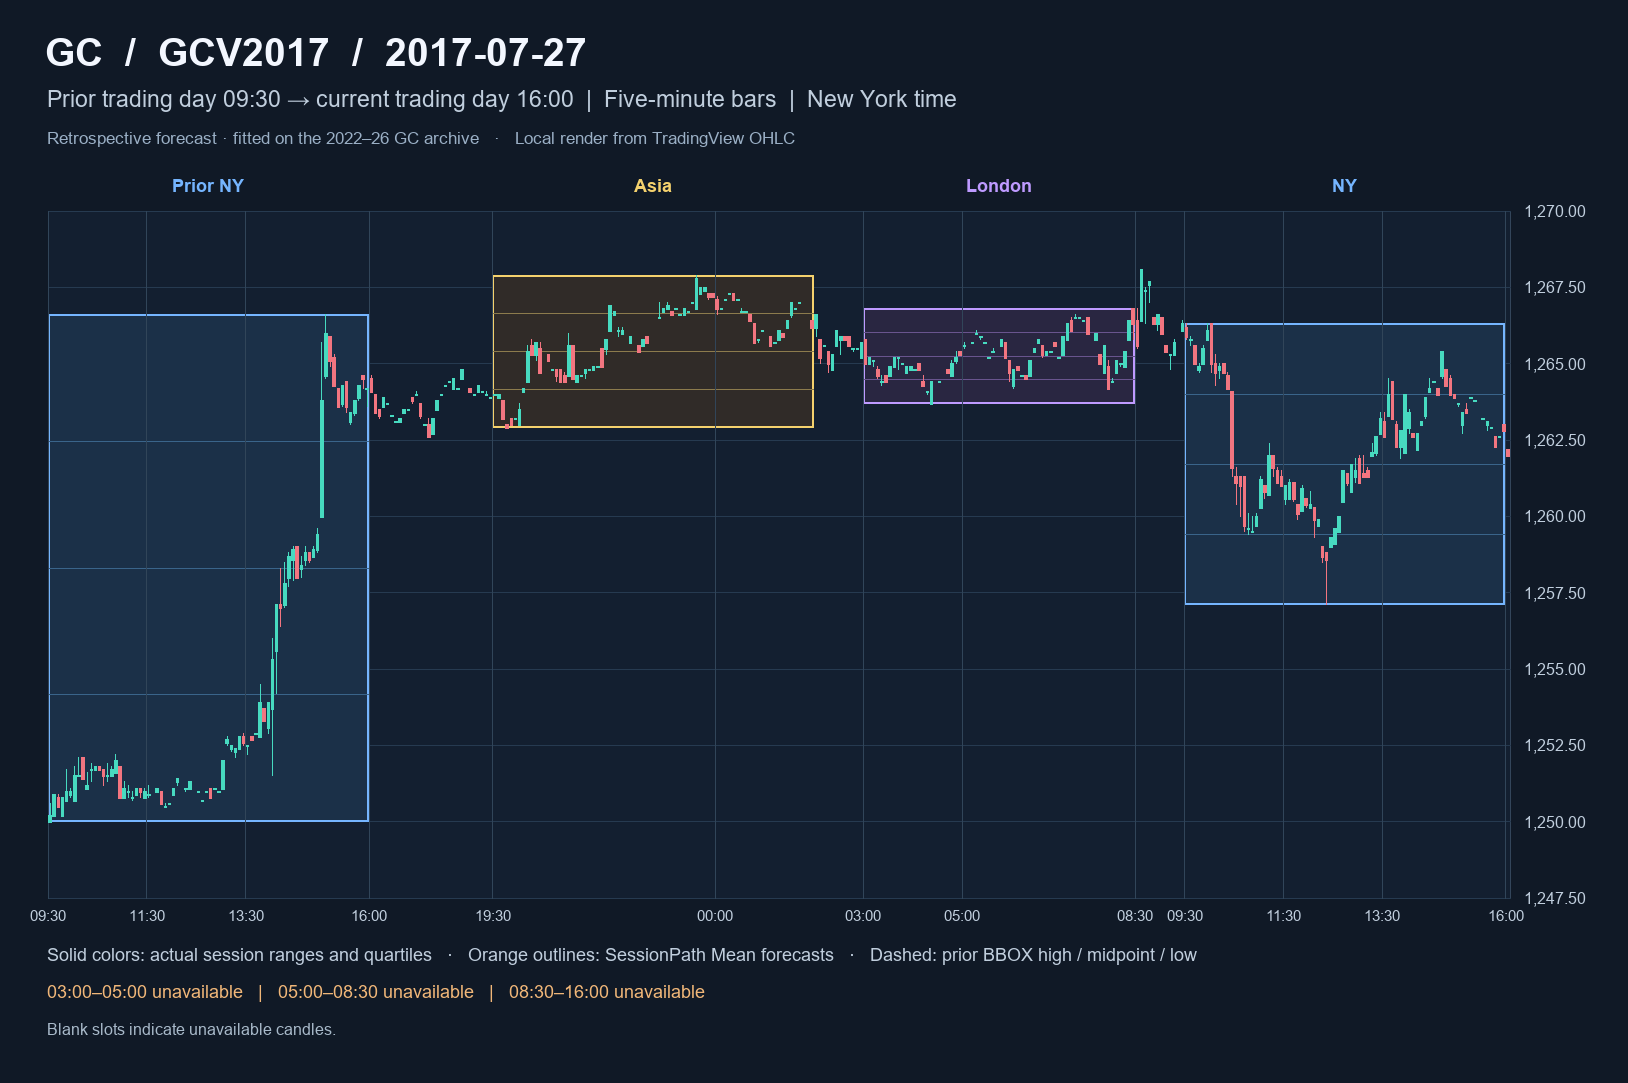 GC / GCV2017 / 2017-07-27
Prior trading day 09:30 → current trading day 16:00 | Five-minute bars | New York time
Retrospective forecast · fitted on the 2022–26 GC archive · Local render from TradingView OHLC
Prior NY Asia London NY
1,270.00
1,267.50
1,265.00
1,262.50
1,260.00
1,257.50
1,255.00
1,252.50
1,250.00
1,247.50
09:30 11:30 13:30 16:00 19:30 00:00 03:00 05:00 08:30 09:30 11:30 13:30 16:00
Solid colors: actual session ranges and quartiles · Orange outlines: SessionPath Mean forecasts · Dashed: prior BBOX high / midpoint / low
03:00–05:00 unavailable | 05:00–08:30 unavailable | 08:30–16:00 unavailable
Blank slots indicate unavailable candles.